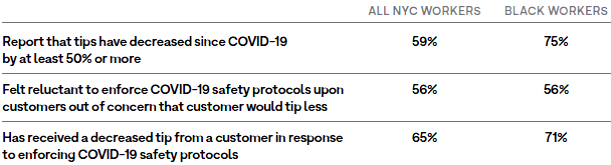 ALL NYC WORKERS BLACK WORKERS
Report that tips have decreased since COVID-19
by at least 50% or more
59% 75%
Felt reluctant to enforce COVID-19 safety protocols upon
customers out of concern that customer would tip less
56% 56%
Has received a decreased tip from a customer in response
to enforcing COVID-19 safety protocols
65% 71%